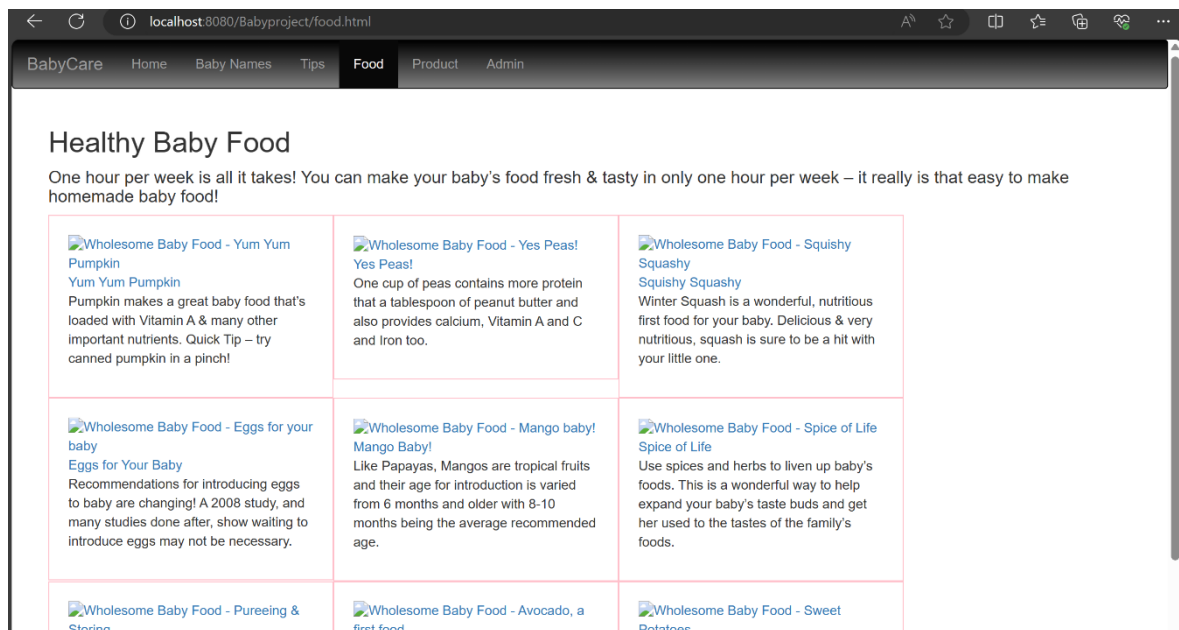 localhost:8080/Babyproject/food.html
BabyCare Home Baby Names Tips Food Product Admin
Healthy Baby Food
One hour per week is all it takes! You can make your baby’s food fresh & tasty in only one hour per week – it really is that easy to make
homemade baby food!
Wholesome Baby Food - Yum Yum
Pumpkin
Yum Yum Pumpkin
Pumpkin makes a great baby food that’s
loaded with Vitamin A & many other
important nutrients. Quick Tip – try
canned pumpkin in a pinch!
Wholesome Baby Food - Yes Peas!
Yes Peas!
One cup of peas contains more protein
that a tablespoon of peanut butter and
also provides calcium, Vitamin A and C
and Iron too.
Wholesome Baby Food - Squishy
Squashy
Squishy Squashy
Winter Squash is a wonderful, nutritious
first food for your baby. Delicious & very
nutritious, squash is sure to be a hit with
your little one.
Wholesome Baby Food - Eggs for your
baby
Eggs for Your Baby
Recommendations for introducing eggs
to baby are changing! A 2008 study, and
many studies done after, show waiting to
introduce eggs may not be necessary.
Wholesome Baby Food - Mango baby!
Mango Baby!
Like Papayas, Mangos are tropical fruits
and their age for introduction is varied
from 6 months and older with 8-10
months being the average recommended
age.
Wholesome Baby Food - Spice of Life
Spice of Life
Use spices and herbs to liven up baby’s
foods. This is a wonderful way to help
expand your baby’s taste buds and get
her used to the tastes of the family’s
foods.
Wholesome Baby Food - Pureeing &
Storing
Wholesome Baby Food - Avocado, a
first food
Wholesome Baby Food - Sweet
Potatoes